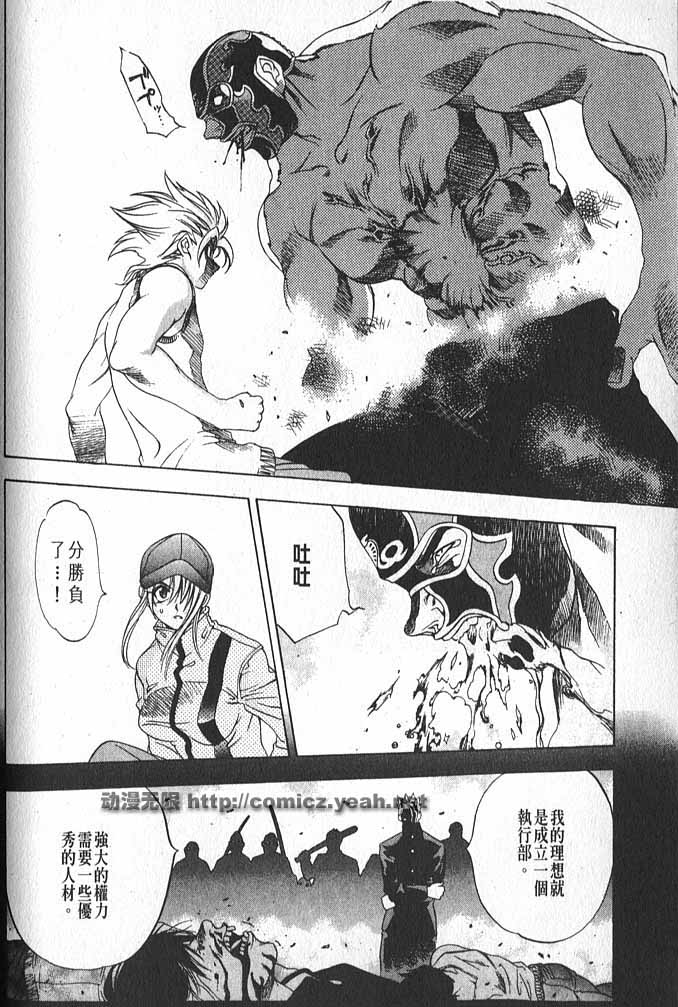 ブブッ…
吐吐
分勝負
了…！
我的理想就
是成立一個
執行部。
強大的權力
需要一些優
秀的人材。
动漫无限 http://comicz.yeah.net